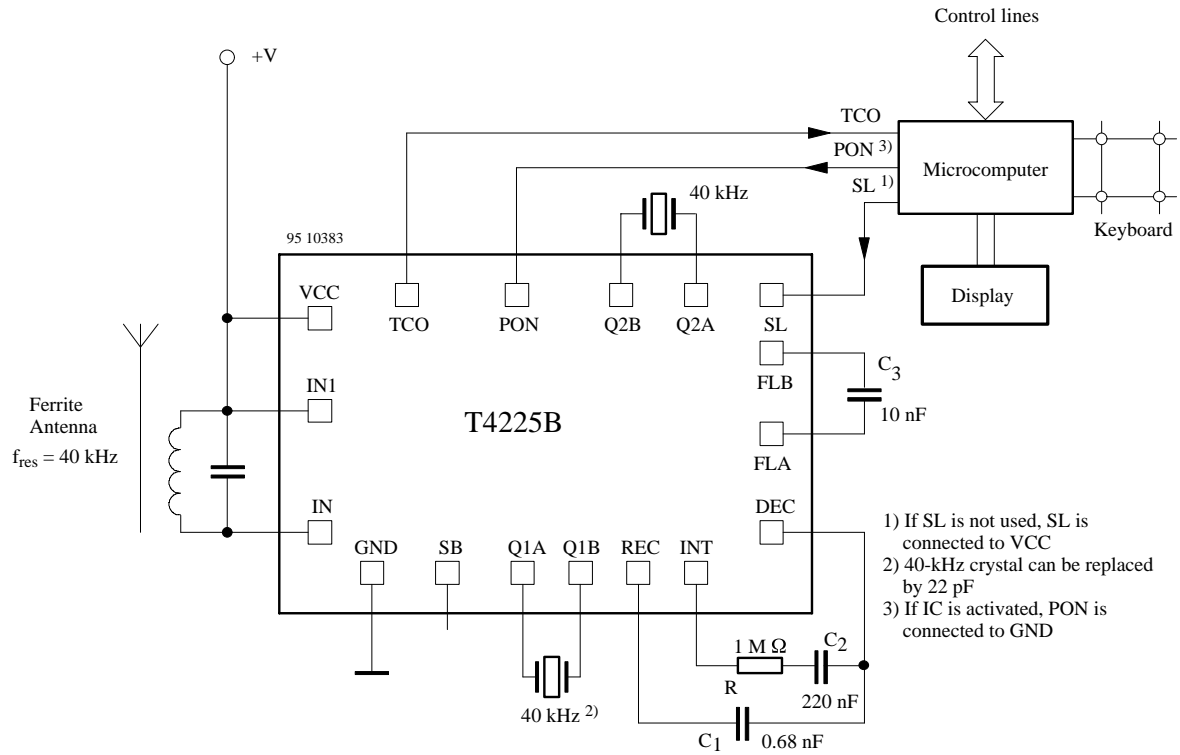 Control lines
+V
TCO
PON 3)
SL 1)
Microcomputer
Keyboard
40 kHz
95 10383
VCC
TCO
PON
Q2B
Q2A
SL
Display
FLB
C3
10 nF
FLA
IN1
T4225B
Ferrite
Antenna
fres = 40 kHz
IN
DEC
GND
SB
Q1A
Q1B
REC
INT
1) If SL is not used, SL is
connected to VCC
2) 40-kHz crystal can be replaced
by 22 pF
3) If IC is activated, PON is
connected to GND
1 M Ω
C2
R
220 nF
40 kHz 2)
C1
0.68 nF